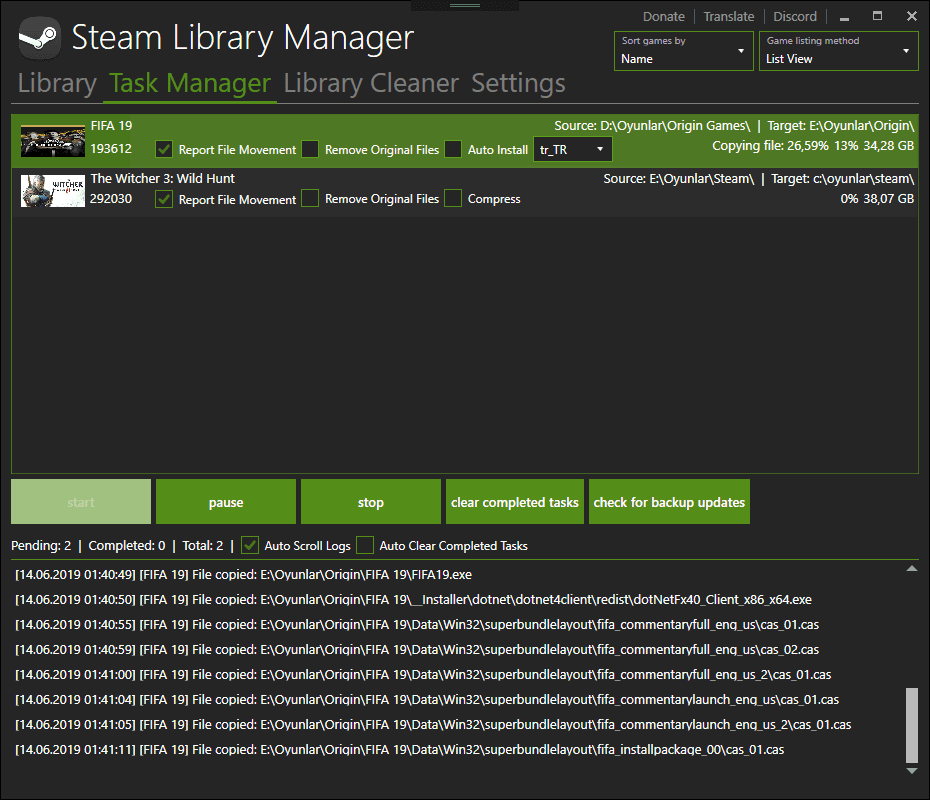 Donate Translate Discord
Steam Library Manager
Sort games by
Name
Game listing method
List View
Library Task Manager Library Cleaner Settings
FIFA 19
Source: D:\Oyunlar\Origin Games\ | Target: E:\Oyunlar\Origin\
193612
Report File Movement Remove Original Files Auto Install tr_TR
Copying file: 26,59% 13% 34,28 GB
WITCHER
The Witcher 3: Wild Hunt
Source: E:\Oyunlar\Steam\ | Target: c:\oyunlar\steam\
292030
Report File Movement Remove Original Files Compress
0% 38,07 GB
start pause stop clear completed tasks check for backup updates
Pending: 2 | Completed: 0 | Total: 2 | Auto Scroll Logs Auto Clear Completed Tasks
[14.06.2019 01:40:49] [FIFA 19] File copied: E:\Oyunlar\Origin\FIFA 19\FIFA19.exe
[14.06.2019 01:40:50] [FIFA 19] File copied: E:\Oyunlar\Origin\FIFA 19\__Installer\dotnet\dotnet4client\redist\dotNetFx40_Client_x86_x64.exe
[14.06.2019 01:40:55] [FIFA 19] File copied: E:\Oyunlar\Origin\FIFA 19\Data\Win32\superbundlelayout\fifa_commentaryfull_eng_us\cas_01.cas
[14.06.2019 01:40:59] [FIFA 19] File copied: E:\Oyunlar\Origin\FIFA 19\Data\Win32\superbundlelayout\fifa_commentaryfull_eng_us\cas_02.cas
[14.06.2019 01:41:00] [FIFA 19] File copied: E:\Oyunlar\Origin\FIFA 19\Data\Win32\superbundlelayout\fifa_commentaryfull_eng_us_2\cas_01.cas
[14.06.2019 01:41:04] [FIFA 19] File copied: E:\Oyunlar\Origin\FIFA 19\Data\Win32\superbundlelayout\fifa_commentarylaunch_eng_us\cas_01.cas
[14.06.2019 01:41:05] [FIFA 19] File copied: E:\Oyunlar\Origin\FIFA 19\Data\Win32\superbundlelayout\fifa_commentarylaunch_eng_us_2\cas_01.cas
[14.06.2019 01:41:11] [FIFA 19] File copied: E:\Oyunlar\Origin\FIFA 19\Data\Win32\superbundlelayout\fifa_installpackage_00\cas_01.cas